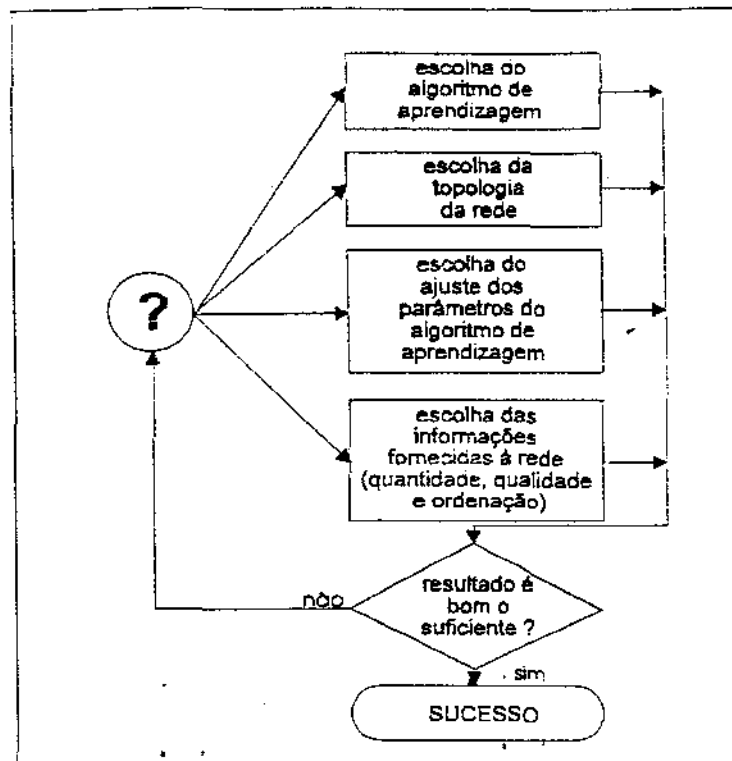 escolha do
algoritmo de
aprendizagem
escolha da
topologia
da rede
?
escolha do
ajuste dos
parâmetros do
algoritmo de
aprendizagem
escolha das
informações
fornecidas à rede
(quantidade, qualidade
e ordenação)
não
resultado é
bom o
suficiente ?
sim
SUCESSO